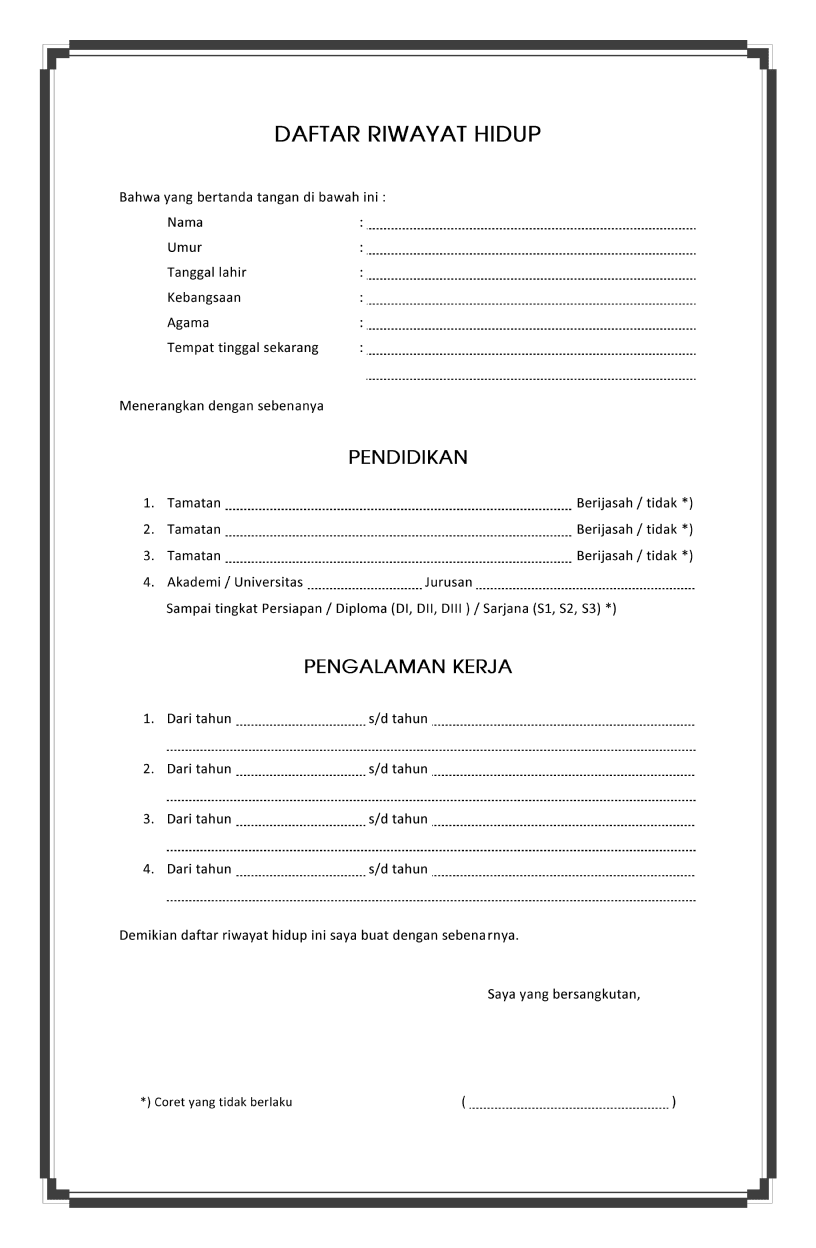 DAFTAR RIWAYAT HIDUP
Bahwa yang bertanda tangan di bawah ini :
Nama :
Umur :
Tanggal lahir :
Kebangsaan :
Agama :
Tempat tinggal sekarang :
Menerangkan dengan sebenanya
PENDIDIKAN
1. Tamatan Berijasah / tidak *)
2. Tamatan Berijasah / tidak *)
3. Tamatan Berijasah / tidak *)
4. Akademi / Universitas Jurusan
Sampai tingkat Persiapan / Diploma (DI, DII, DIII ) / Sarjana (S1, S2, S3) *)
PENGALAMAN KERJA
1. Dari tahun s/d tahun
2. Dari tahun s/d tahun
3. Dari tahun s/d tahun
4. Dari tahun s/d tahun
Demikian daftar riwayat hidup ini saya buat dengan sebenarnya.
Saya yang bersangkutan,
*) Coret yang tidak berlaku ( )